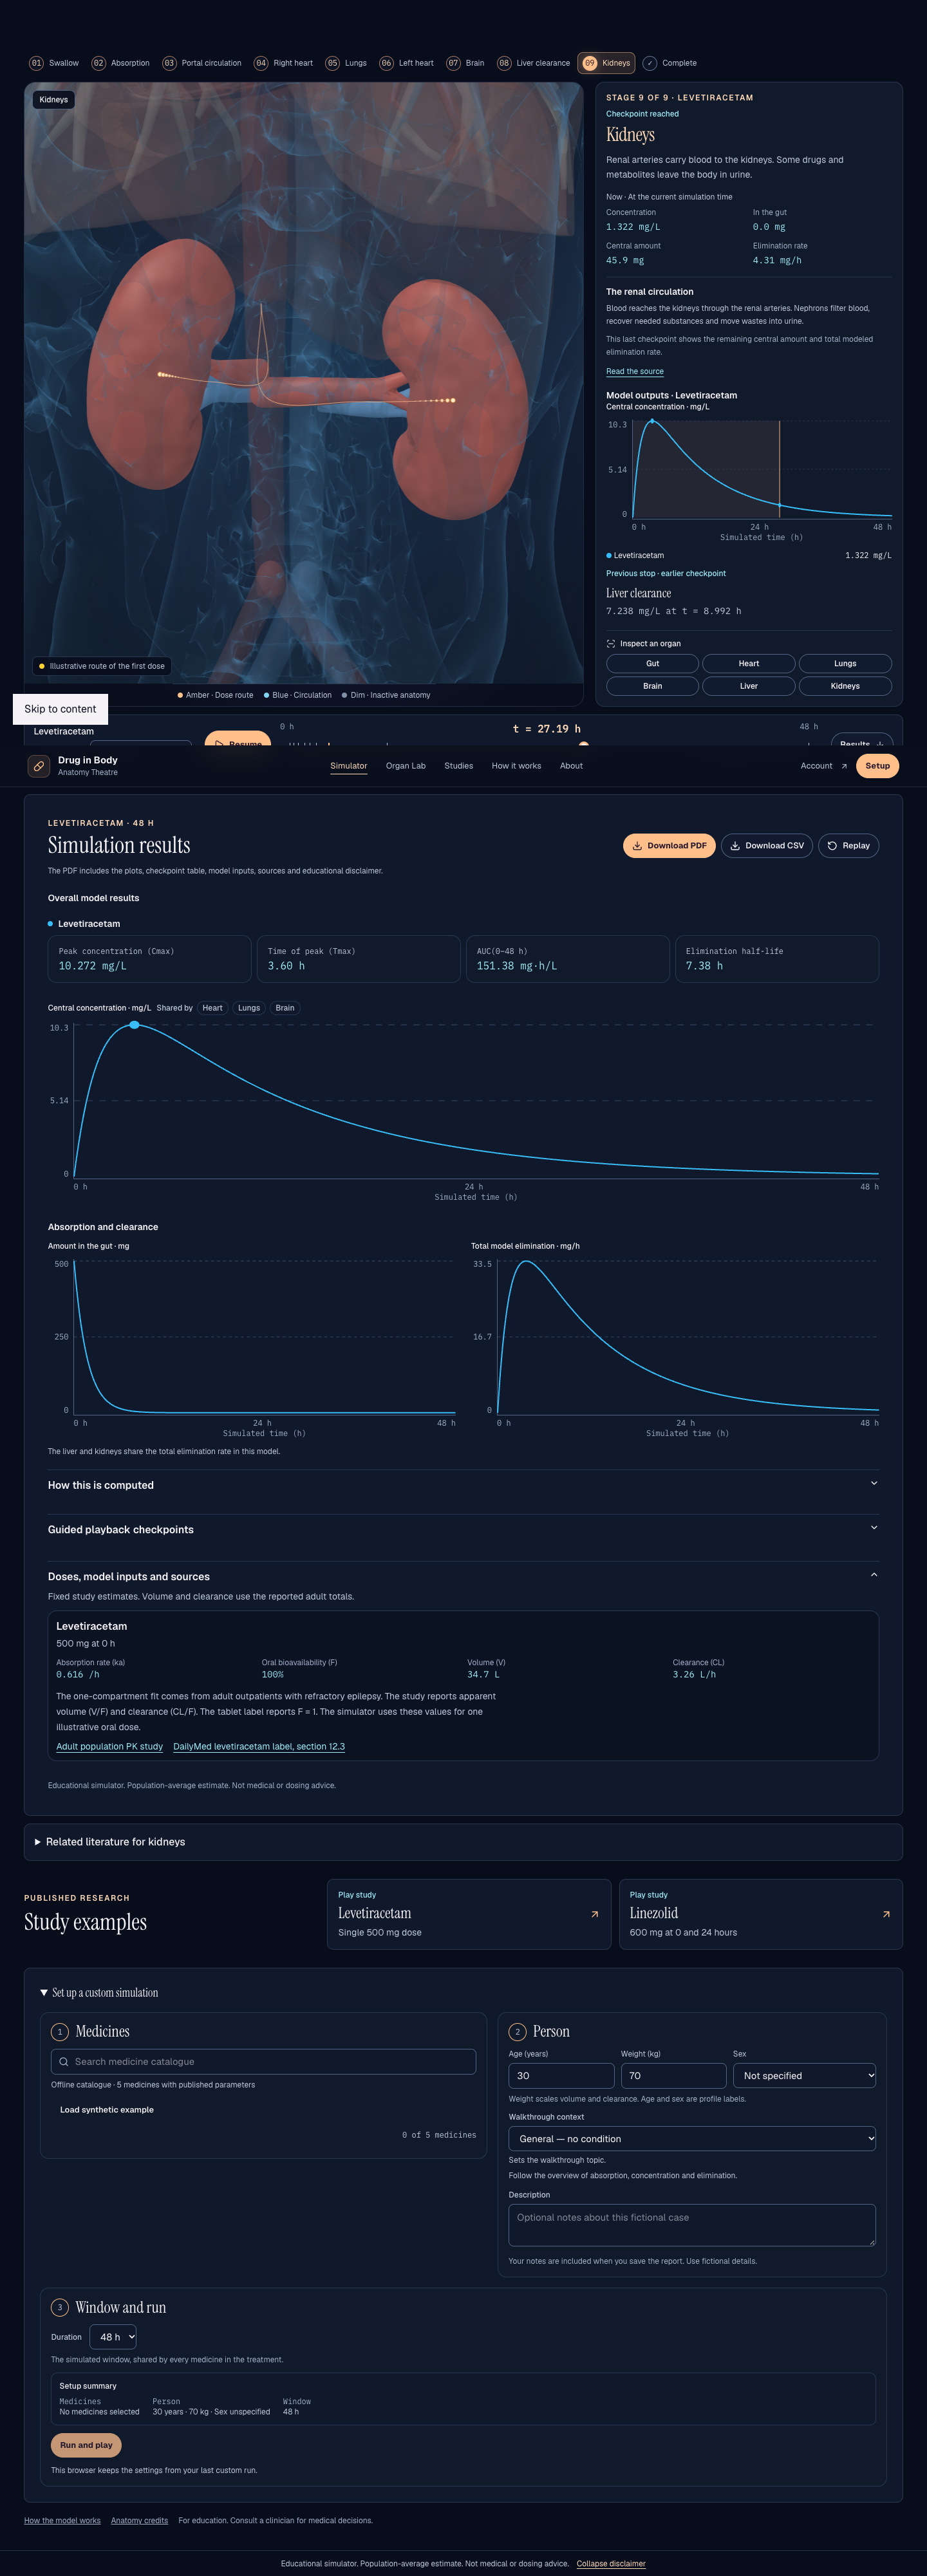 01 Swallow 02 Absorption 03 Portal circulation 04 Right heart 05 Lungs 06 Left heart 07 Brain 08 Liver clearance 09 Kidneys ✓ Complete
Kidneys
Illustrative route of the first dose
Amber · Dose route Blue · Circulation Dim · Inactive anatomy
STAGE 9 OF 9 · LEVETIRACETAM
Checkpoint reached
Kidneys
Renal arteries carry blood to the kidneys. Some drugs and
metabolites leave the body in urine.
Now · At the current simulation time
Concentration In the gut
1.322 mg/L 0.0 mg
Central amount Elimination rate
45.9 mg 4.31 mg/h
The renal circulation
Blood reaches the kidneys through the renal arteries. Nephrons filter blood,
recover needed substances and move wastes into urine.
This last checkpoint shows the remaining central amount and total modeled
elimination rate.
Read the source
Model outputs · Levetiracetam
Central concentration · mg/L
10.3
5.14
0
0 h 24 h 48 h
Simulated time (h)
Levetiracetam 1.322 mg/L
Previous stop · earlier checkpoint
Liver clearance
7.238 mg/L at t = 8.992 h
Inspect an organ
Gut Heart Lungs
Brain Liver Kidneys
Skip to content
Levetiracetam
0 h t = 27.19 h 48 h
Resume Results
Drug in Body
Anatomy Theatre
Simulator Organ Lab Studies How it works About
Account Setup
LEVETIRACETAM · 48 H
Simulation results
Download PDF Download CSV Replay
The PDF includes the plots, checkpoint table, model inputs, sources and educational disclaimer.
Overall model results
Levetiracetam
Peak concentration (Cmax) Time of peak (Tmax) AUC(0–48 h) Elimination half-life
10.272 mg/L 3.60 h 151.38 mg·h/L 7.38 h
Central concentration · mg/L Shared by Heart Lungs Brain
10.3
5.14
0
0 h 24 h 48 h
Simulated time (h)
Absorption and clearance
Amount in the gut · mg
500
250
0
0 h 24 h 48 h
Simulated time (h)
Total model elimination · mg/h
33.5
16.7
0
0 h 24 h 48 h
Simulated time (h)
The liver and kidneys share the total elimination rate in this model.
How this is computed
Guided playback checkpoints
Doses, model inputs and sources
Fixed study estimates. Volume and clearance use the reported adult totals.
Levetiracetam
500 mg at 0 h
Absorption rate (ka) Oral bioavailability (F) Volume (V) Clearance (CL)
0.616 /h 100% 34.7 L 3.26 L/h
The one-compartment fit comes from adult outpatients with refractory epilepsy. The study reports apparent
volume (V/F) and clearance (CL/F). The tablet label reports F = 1. The simulator uses these values for one
illustrative oral dose.
Adult population PK study DailyMed levetiracetam label, section 12.3
Educational simulator. Population-average estimate. Not medical or dosing advice.
Related literature for kidneys
PUBLISHED RESEARCH
Study examples
Play study
Levetiracetam
Single 500 mg dose
Play study
Linezolid
600 mg at 0 and 24 hours
Set up a custom simulation
1 Medicines
Search medicine catalogue
Offline catalogue · 5 medicines with published parameters
Load synthetic example
0 of 5 medicines
2 Person
Age (years) Weight (kg) Sex
30 70 Not specified
Weight scales volume and clearance. Age and sex are profile labels.
Walkthrough context
General — no condition
Sets the walkthrough topic.
Follow the overview of absorption, concentration and elimination.
Description
Optional notes about this fictional case
Your notes are included when you save the report. Use fictional details.
3 Window and run
Duration 48 h
The simulated window, shared by every medicine in the treatment.
Setup summary
Medicines Person Window
No medicines selected 30 years · 70 kg · Sex unspecified 48 h
Run and play
This browser keeps the settings from your last custom run.
How the model works Anatomy credits For education. Consult a clinician for medical decisions.
Educational simulator. Population-average estimate. Not medical or dosing advice. Collapse disclaimer